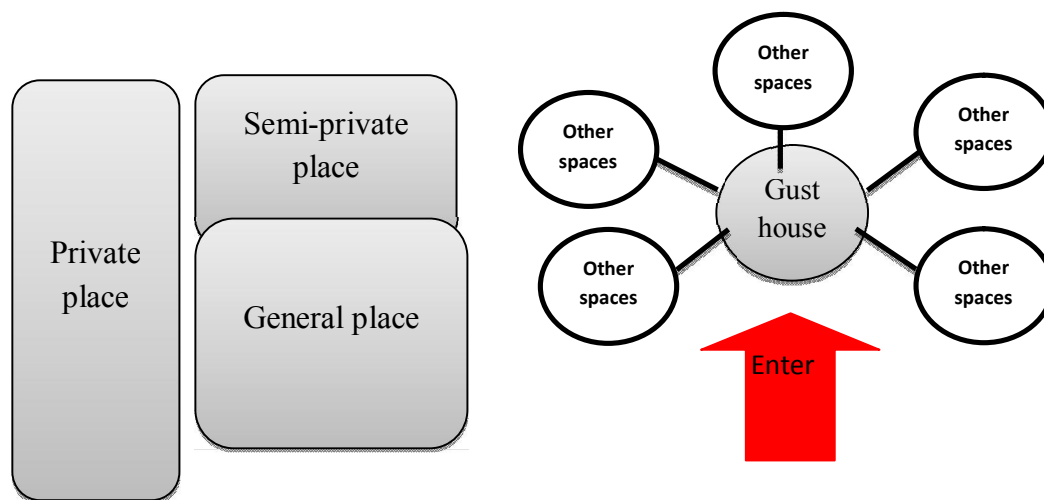 Semi-private
place
Private
place
General place
Other
spaces
Other
spaces
Other
spaces
Gust
house
Other
spaces
Other
spaces
Enter